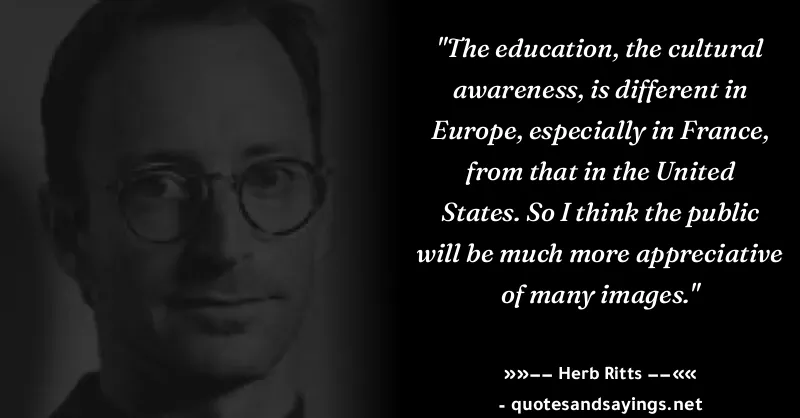 "The education, the cultural
awareness, is different in
Europe, especially in France,
from that in the United
States. So I think the public
will be much more appreciative
of many images."
»»—— Herb Ritts ——««
- quotesandsayings.net